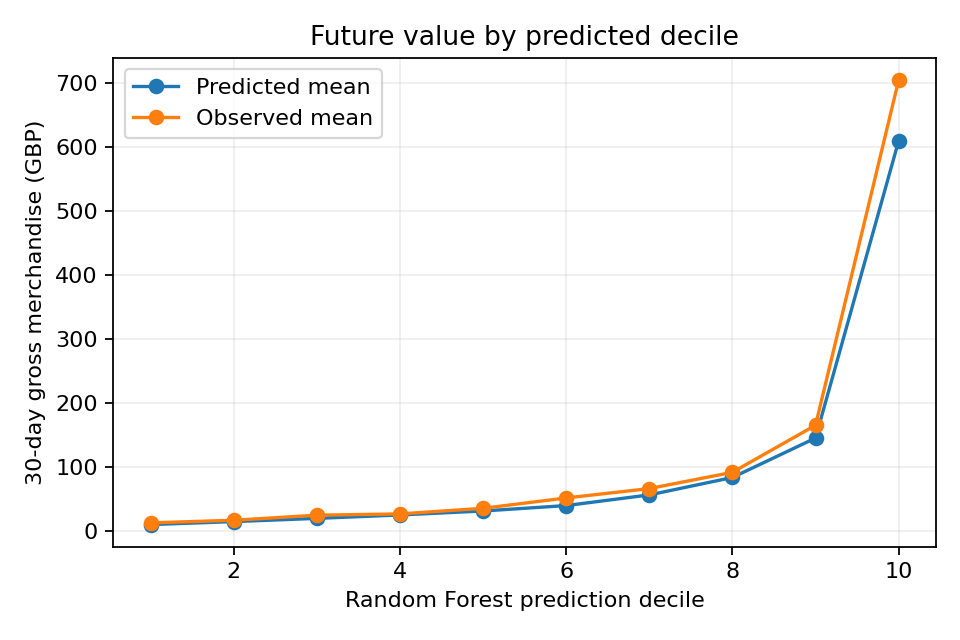 Future value by predicted decile
Predicted mean
Observed mean
30-day gross merchandise (GBP)
700
600
500
400
300
200
100
0
2 4 6 8 10
Random Forest prediction decile